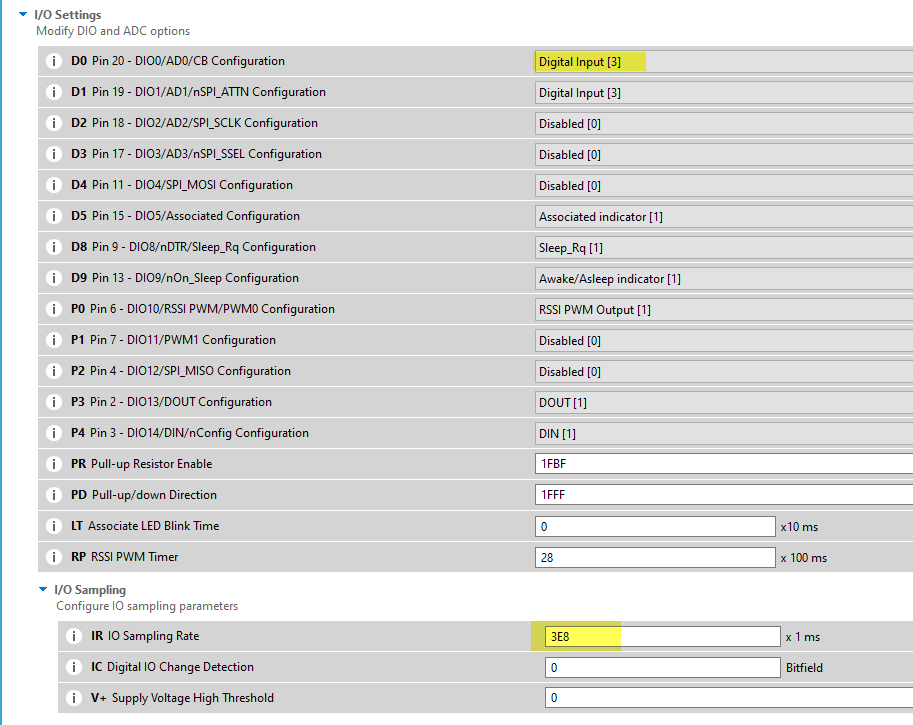 I/O Settings
Modify DIO and ADC options
i D0 Pin 20 - DIO0/AD0/CB Configuration Digital Input [3]
i D1 Pin 19 - DIO1/AD1/nSPI_ATTN Configuration Digital Input [3]
i D2 Pin 18 - DIO2/AD2/SPI_SCLK Configuration Disabled [0]
i D3 Pin 17 - DIO3/AD3/nSPI_SSEL Configuration Disabled [0]
i D4 Pin 11 - DIO4/SPI_MOSI Configuration Disabled [0]
i D5 Pin 15 - DIO5/Associated Configuration Associated indicator [1]
i D8 Pin 9 - DIO8/nDTR/Sleep_Rq Configuration Sleep_Rq [1]
i D9 Pin 13 - DIO9/nOn_Sleep Configuration Awake/Asleep indicator [1]
i P0 Pin 6 - DIO10/RSSI PWM/PWM0 Configuration RSSI PWM Output [1]
i P1 Pin 7 - DIO11/PWM1 Configuration Disabled [0]
i P2 Pin 4 - DIO12/SPI_MISO Configuration Disabled [0]
i P3 Pin 2 - DIO13/DOUT Configuration DOUT [1]
i P4 Pin 3 - DIO14/DIN/nConfig Configuration DIN [1]
i PR Pull-up Resistor Enable 1FBF
i PD Pull-up/down Direction 1FFF
i LT Associate LED Blink Time 0 x10 ms
i RP RSSI PWM Timer 28 x 100 ms
I/O Sampling
Configure IO sampling parameters
i IR IO Sampling Rate 3E8 x 1 ms
i IC Digital IO Change Detection 0 Bitfield
i V+ Supply Voltage High Threshold 0